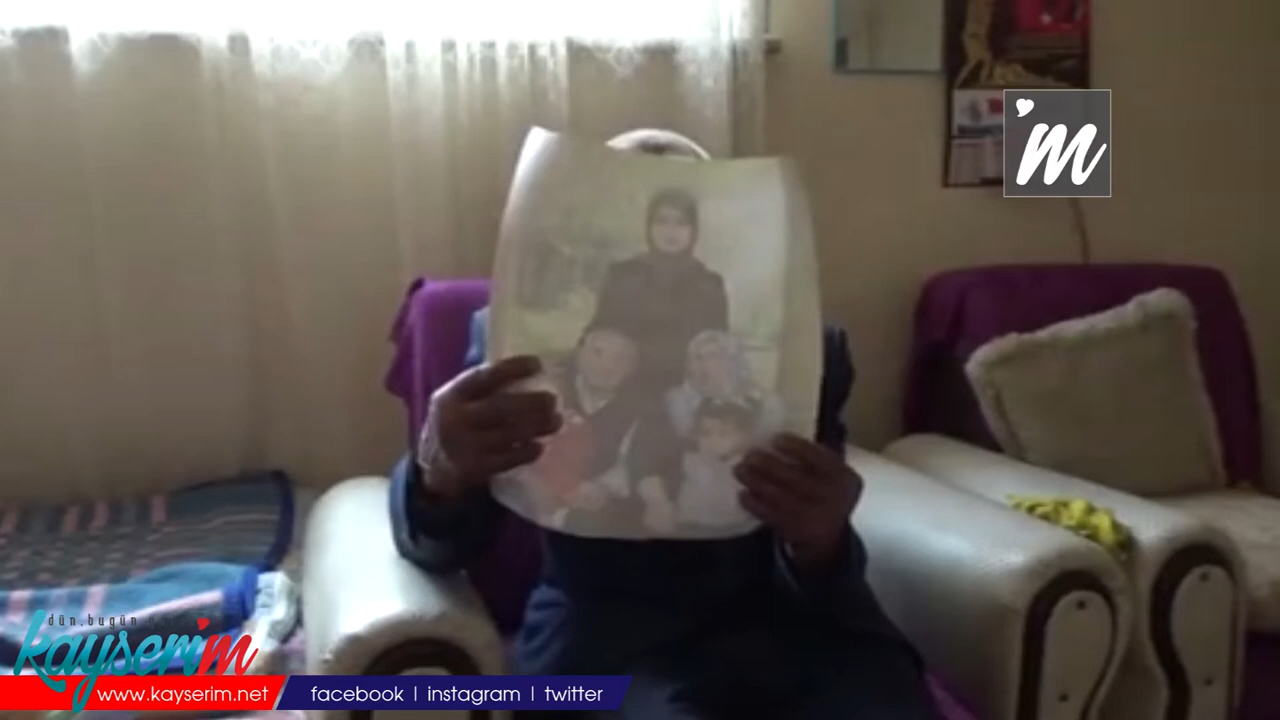 'm
dün.bugün
kayserim
www.kayserim.net
facebook | instagram | twitter